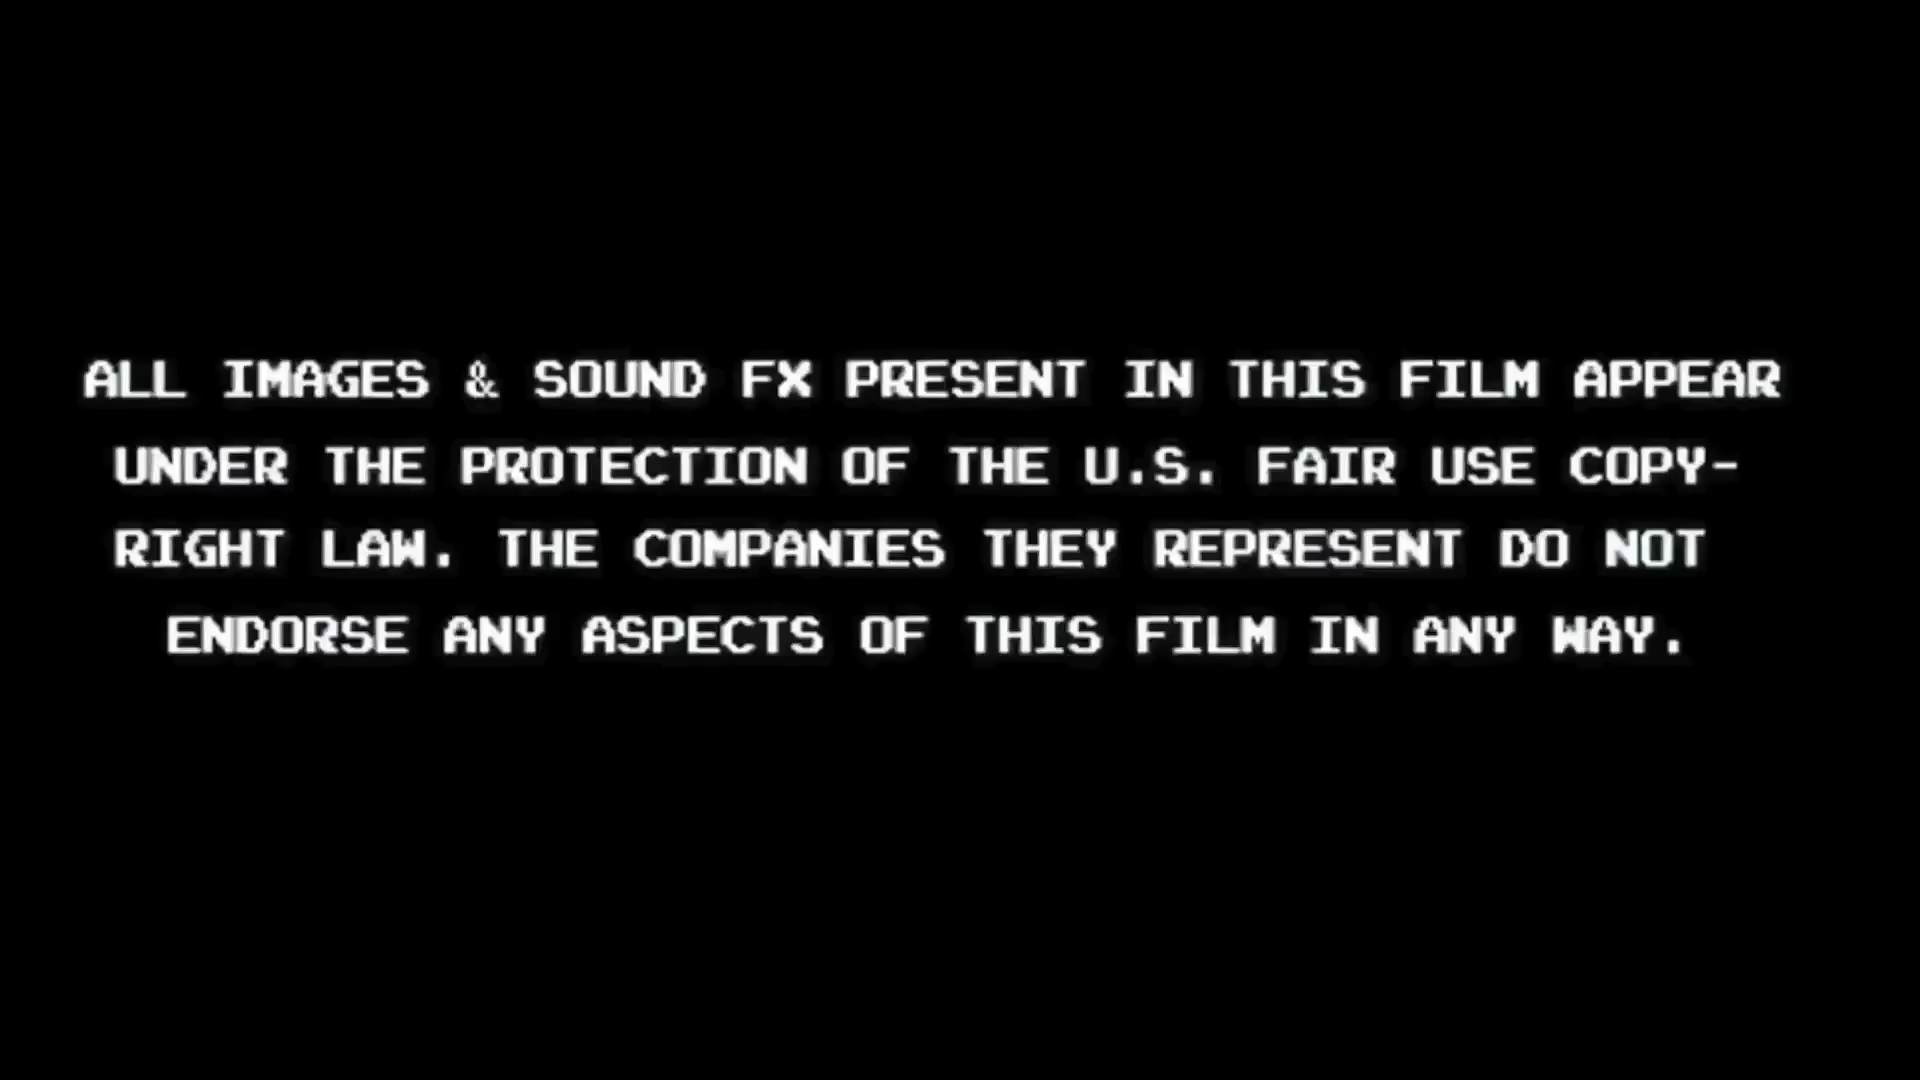 ALL IMAGES & SOUND FX PRESENT IN THIS FILM APPEAR
UNDER THE PROTECTION OF THE U.S. FAIR USE COPY-
RIGHT LAW. THE COMPANIES THEY REPRESENT DO NOT
ENDORSE ANY ASPECTS OF THIS FILM IN ANY WAY.